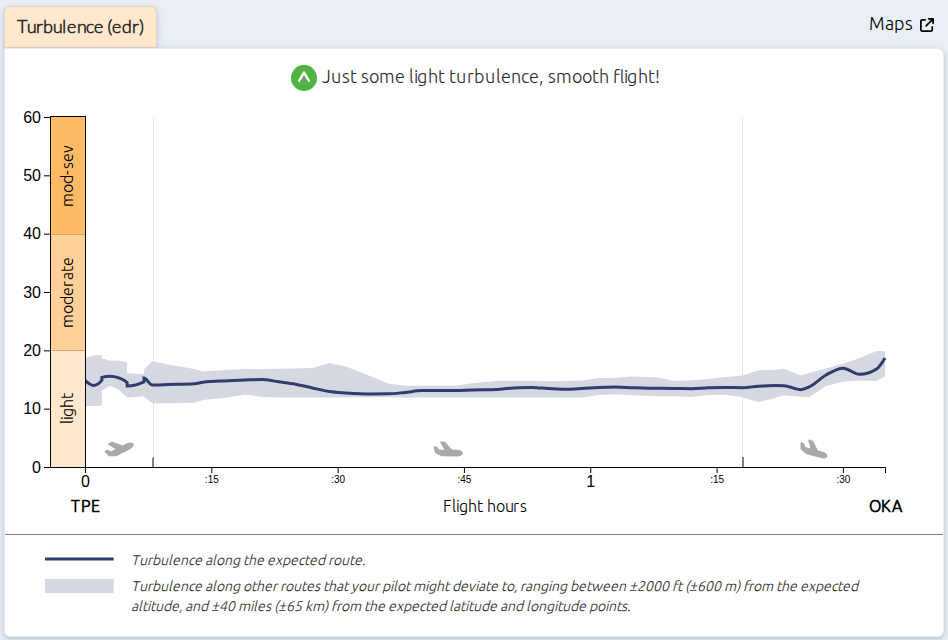 Turbulence (edr)
Maps
Just some light turbulence, smooth flight!
60
50
40
30
20
10
0
mod-sev
moderate
light
0 :15 :30 :45 1 :15 :30
TPE Flight hours OKA
Turbulence along the expected route.
Turbulence along other routes that your pilot might deviate to, ranging between ±2000 ft (±600 m) from the expected
altitude, and ±40 miles (±65 km) from the expected latitude and longitude points.